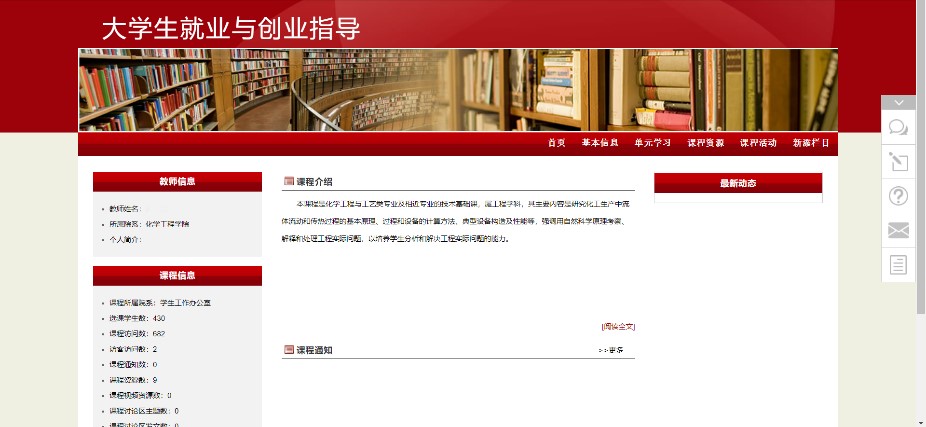 大学生就业与创业指导
首页 基本信息 单元学习 课程资源 课程活动 新添栏目
教师信息
教师姓名:
所属院系: 化学工程学院
个人简介:
课程信息
课程所属院系: 学生工作办公室
选课学生数: 430
课程访问数: 682
访客访问数: 2
课程通知数: 0
课程资源数: 9
课程视频资源数: 0
课程讨论区主题数: 0
课程讨论区发文数: 0
课程介绍
本课程是化学工程与工艺类专业及相近专业的技术基础课，属工程学科，其主要内容是研究化工生产中流
体流动和传热过程的基本原理、过程和设备的计算方法、典型设备构造及性能等，强调用自然科学原理考察、
解释和处理工程实际问题，以培养学生分析和解决工程实际问题的能力。
[阅读全文]
课程通知
>>更多
最新动态